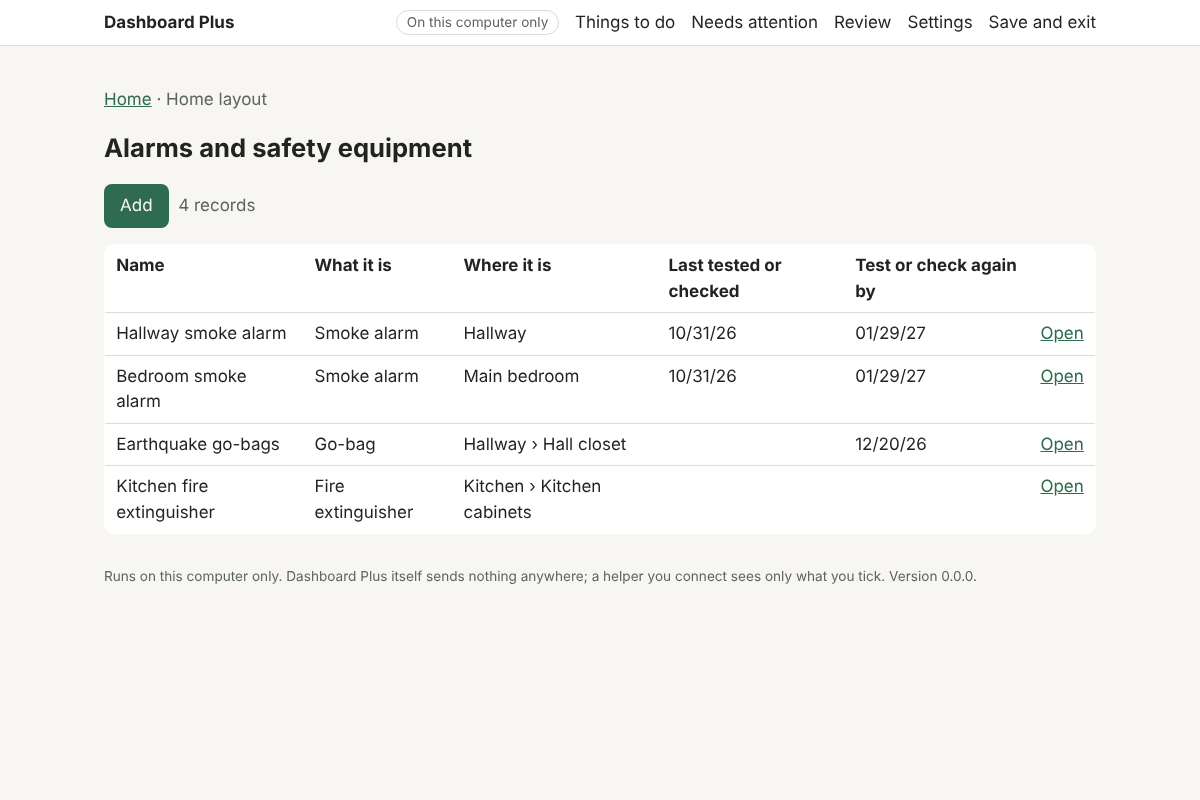 Dashboard Plus
On this computer only
Things to do
Needs attention
Review
Settings
Save and exit
Home · Home layout
Alarms and safety equipment
Add
4 records
Name What it is Where it is Last tested or checked Test or check again by
Hallway smoke alarm Smoke alarm Hallway 10/31/26 01/29/27 Open
Bedroom smoke alarm Smoke alarm Main bedroom 10/31/26 01/29/27 Open
Earthquake go-bags Go-bag Hallway › Hall closet 12/20/26 Open
Kitchen fire extinguisher Fire extinguisher Kitchen › Kitchen cabinets Open
Runs on this computer only. Dashboard Plus itself sends nothing anywhere; a helper you connect sees only what you tick. Version 0.0.0.